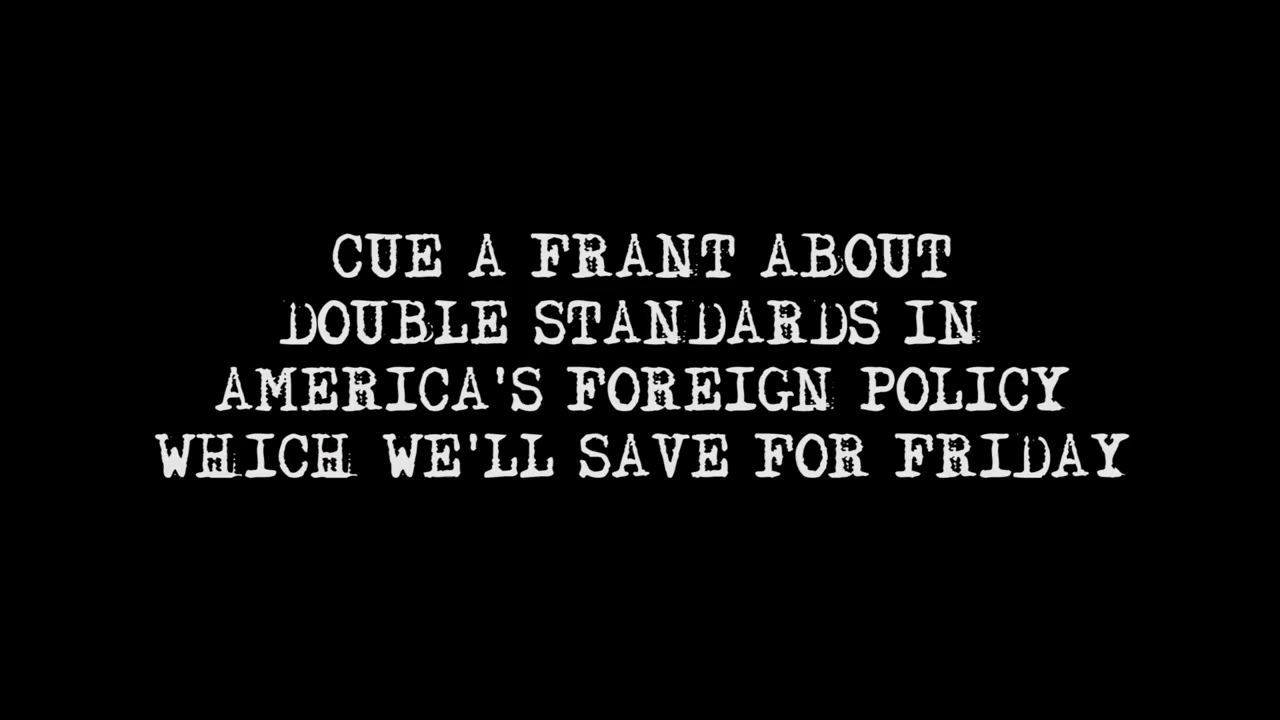 CUE A FRANT ABOUT
DOUBLE STANDARDS IN
AMERICA'S FOREIGN POLICY
WHICH WE'LL SAVE FOR FRIDAY